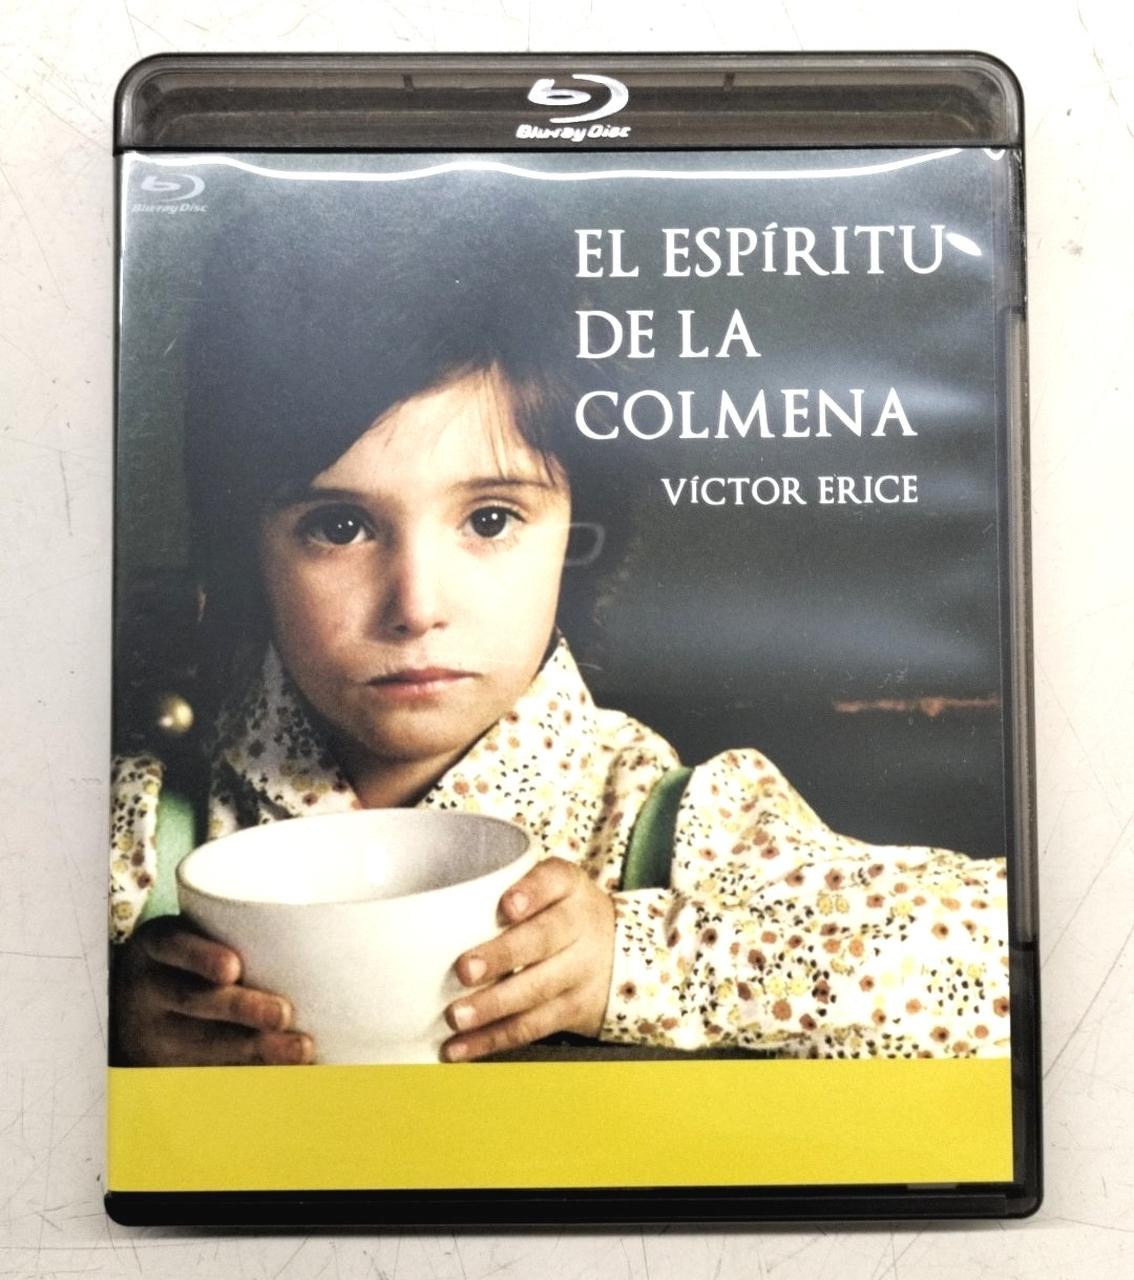 Blu-ray Disc
Blu-ray Disc
EL ESPíRITU
DE LA
COLMENA
VíCTOR ERICE